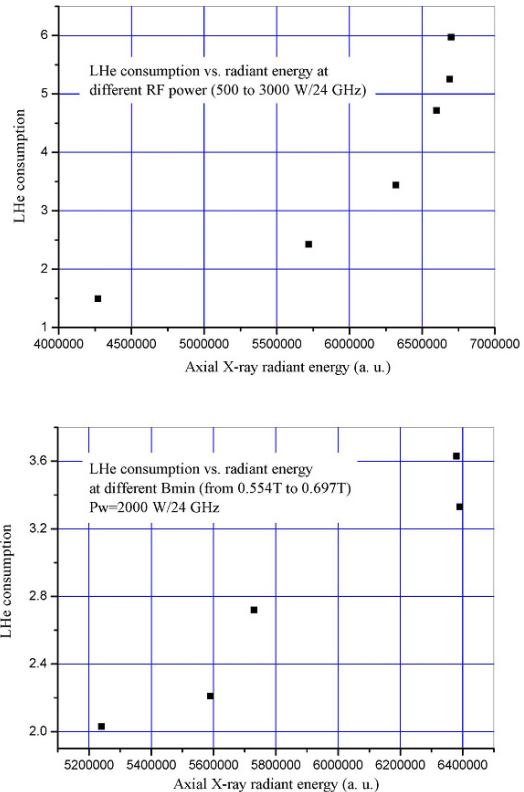 6
5
4
3
2
1
LHe consumption
LHe consumption vs. radiant energy at
different RF power (500 to 3000 W/24 GHz)
4000000 4500000 5000000 5500000 6000000 6500000 7000000
Axial X-ray radiant energy (a. u.)
3.6
3.2
2.8
2.4
2.0
LHe consumption
LHe consumption vs. radiant energy
at different Bmin (from 0.554T to 0.697T)
Pw=2000 W/24 GHz
5200000 5400000 5600000 5800000 6000000 6200000 6400000
Axial X-ray radiant energy (a. u.)